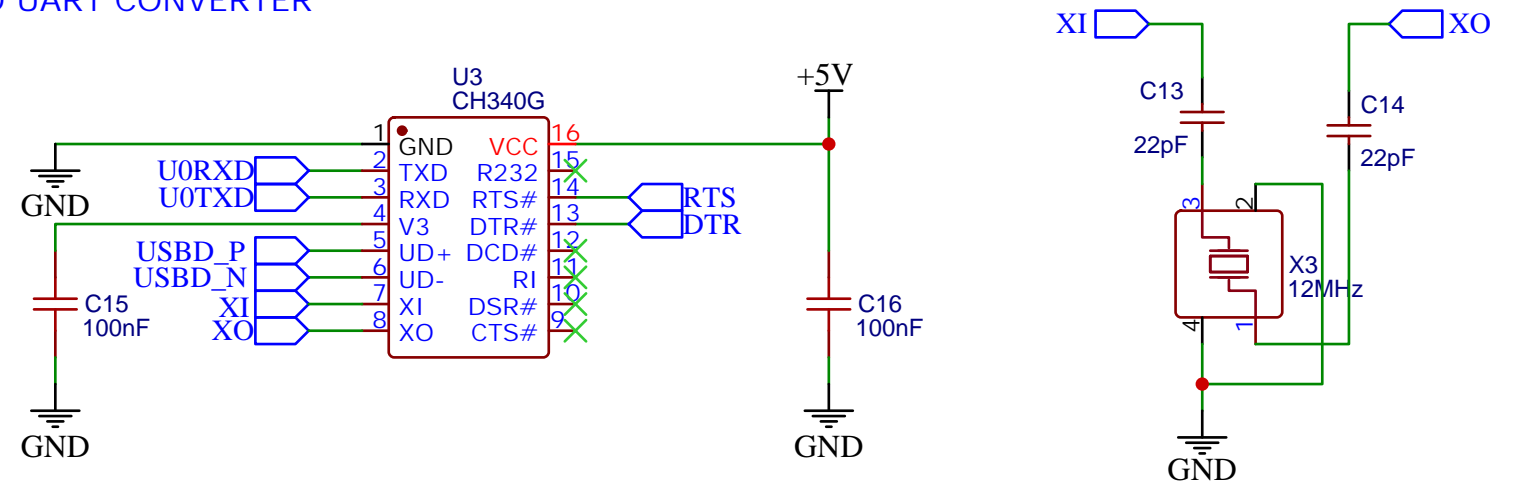 UART CONVERTER
U3
CH340G
1 GND
2 TXD
3 RXD
4 V3
5 UD+
6 UD-
7 XI
8 XO
VCC 16
R232 15
RTS# 14
DTR# 13
DCD# 12
RI 11
DSR# 10
CTS# 9
GND
U0RXD
U0TXD
USBD_P
USBD_N
XI
XO
C15
100nF
GND
RTS
DTR
+5V
C16
100nF
GND
XI
XO
C13
22pF
C14
22pF
3
2
X3
12MHz
4
1
GND